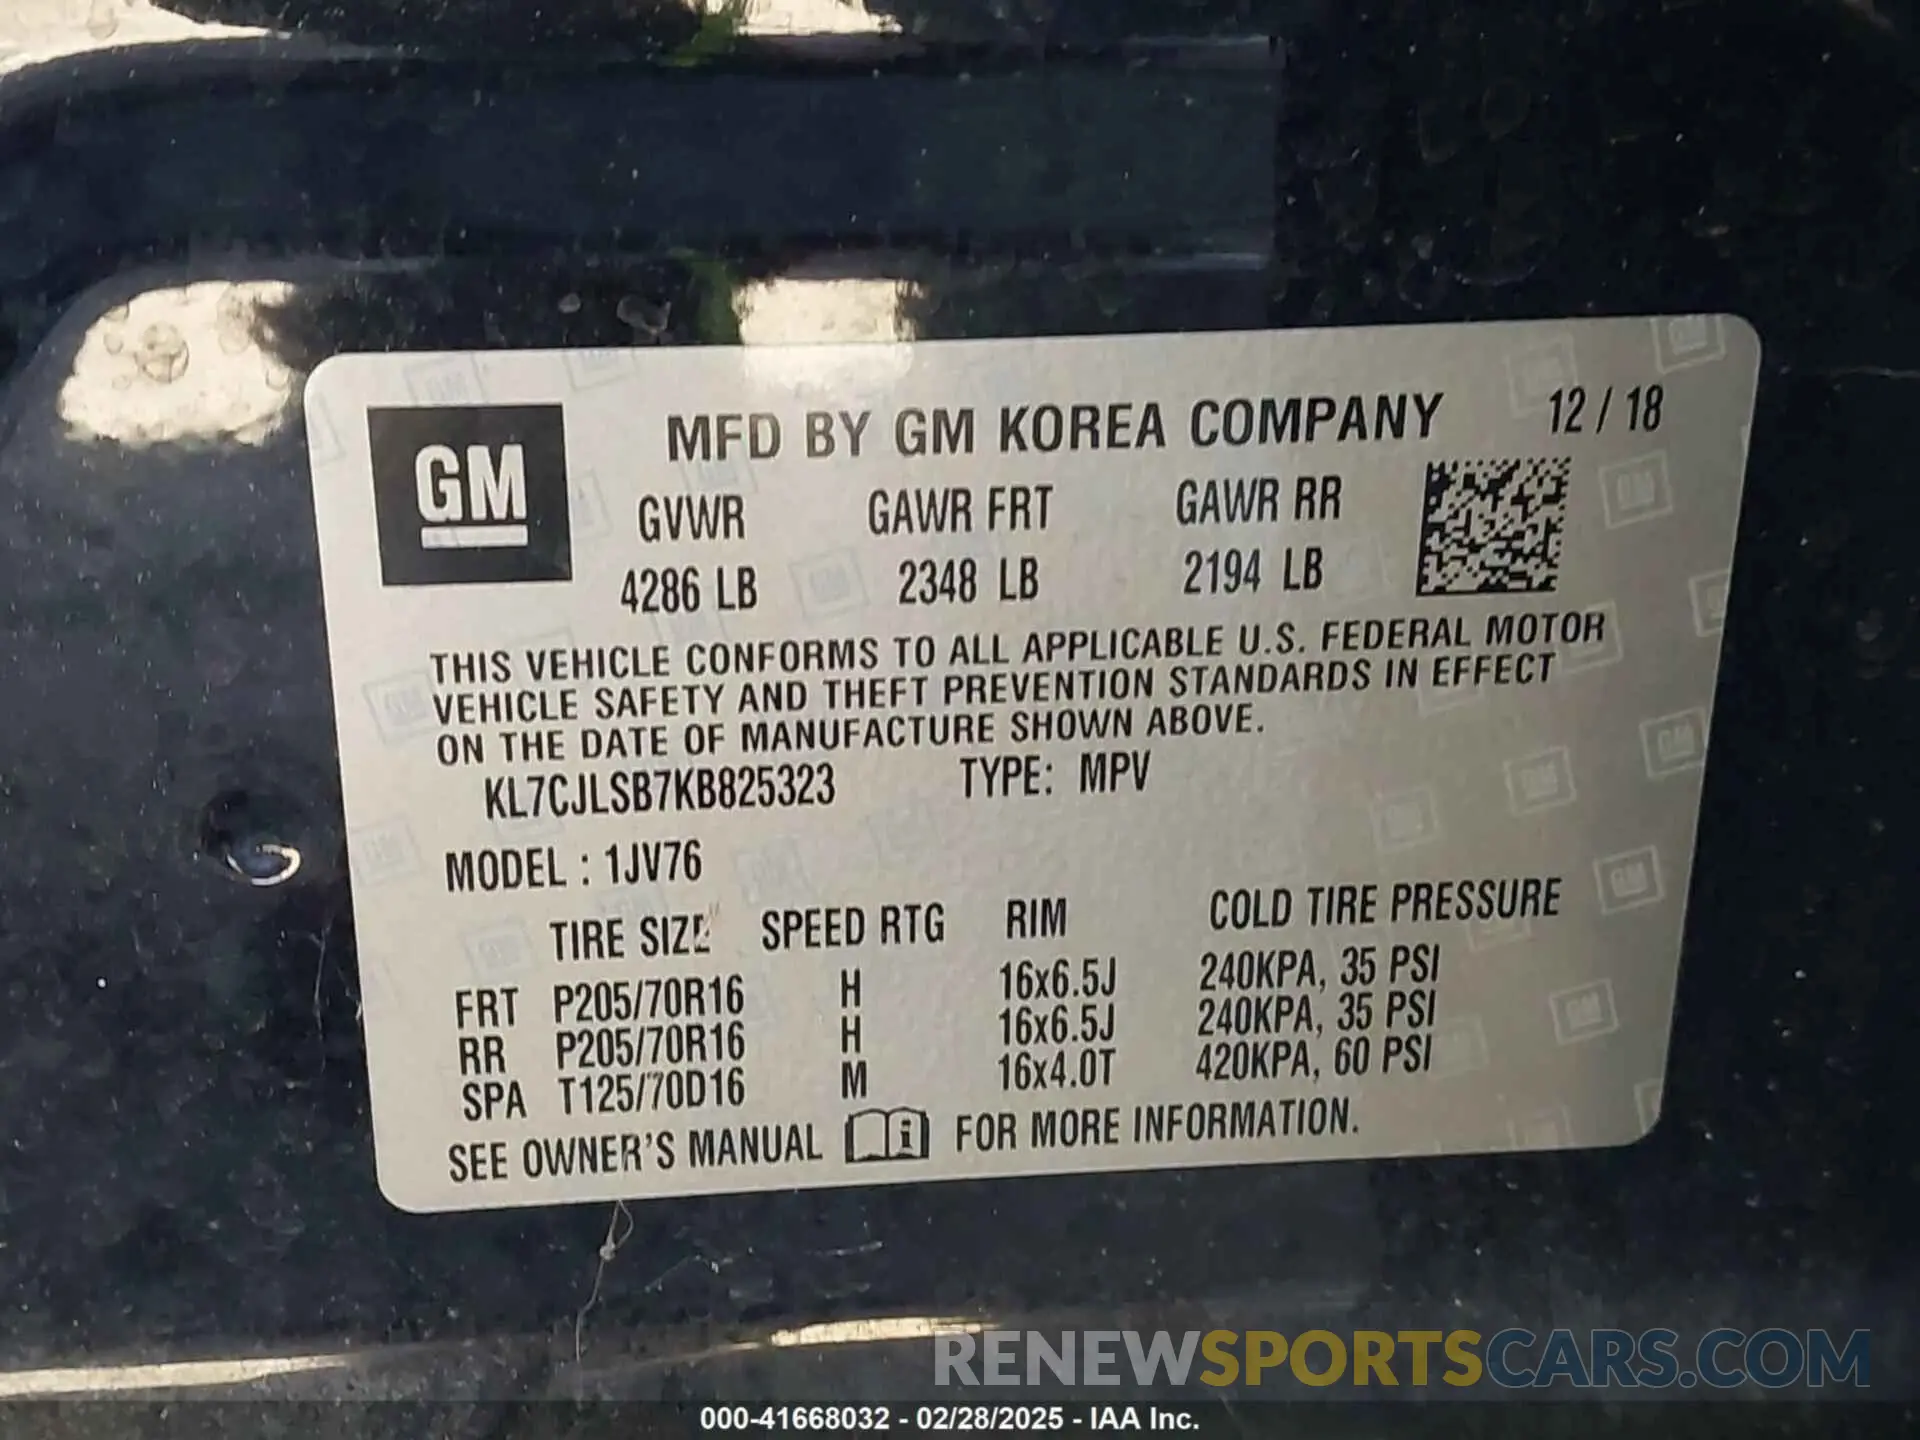 GM
MFD BY GM KOREA COMPANY 12 / 18
GVWR GAWR FRT GAWR RR
4286 LB 2348 LB 2194 LB
THIS VEHICLE CONFORMS TO ALL APPLICABLE U.S. FEDERAL MOTOR
VEHICLE SAFETY AND THEFT PREVENTION STANDARDS IN EFFECT
ON THE DATE OF MANUFACTURE SHOWN ABOVE.
KL7CJLSB7KB825323 TYPE: MPV
MODEL : 1JV76
TIRE SIZE SPEED RTG RIM COLD TIRE PRESSURE
FRT P205/70R16 H 16x6.5J 240KPA, 35 PSI
RR P205/70R16 H 16x6.5J 240KPA, 35 PSI
SPA T125/70D16 M 16x4.0T 420KPA, 60 PSI
SEE OWNER'S MANUAL FOR MORE INFORMATION.
RENEWSPORTSCARS.COM
000-41668032 - 02/28/2025 - IAA Inc.